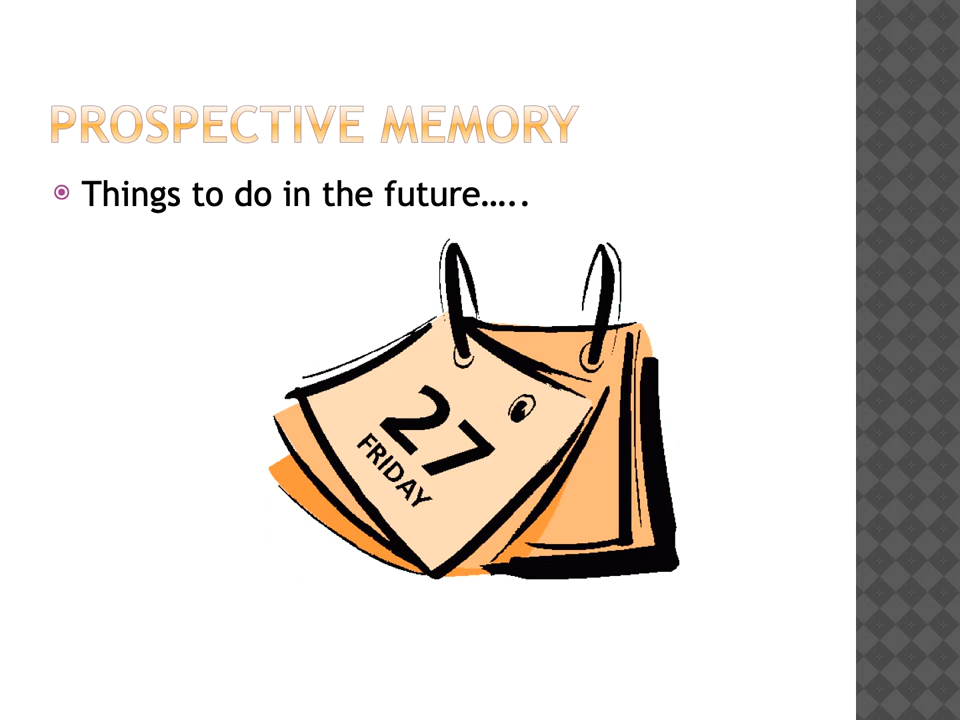 PROSPECTIVE MEMORY
Things to do in the future.....
27
FRIDAY